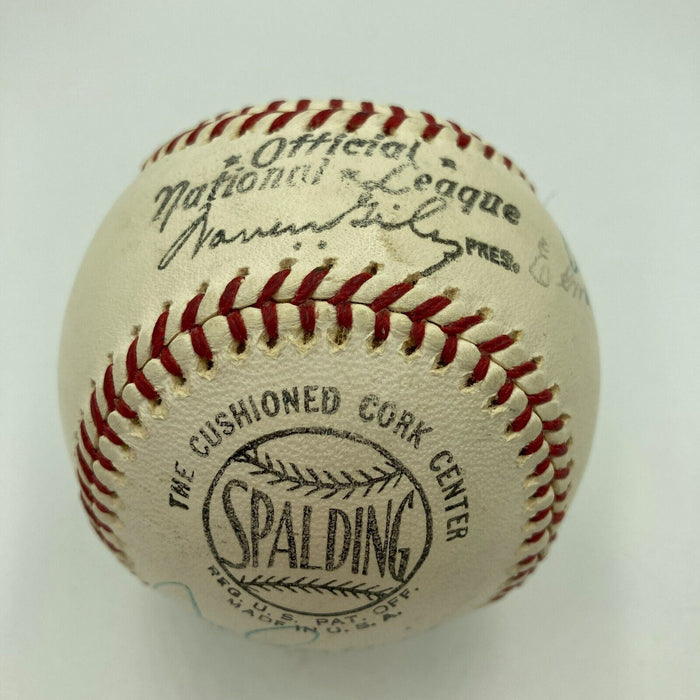 ★ Official ★
National ★ League
Warren Giles PRES.
THE CUSHIONED CORK CENTER
SPALDING
REG. U.S. PAT. OFF.
MADE IN U.S.A.